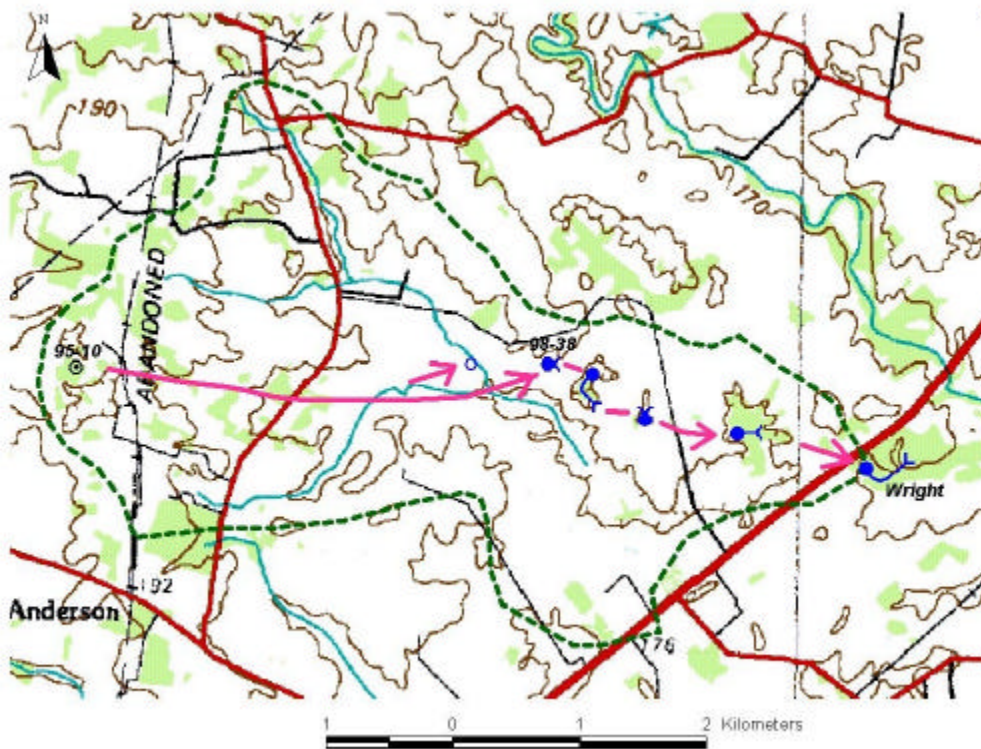 N
190
170
ABANDONED
95-10
98-38
Wright
192
Anderson
176
1 0 1 2 Kilometers